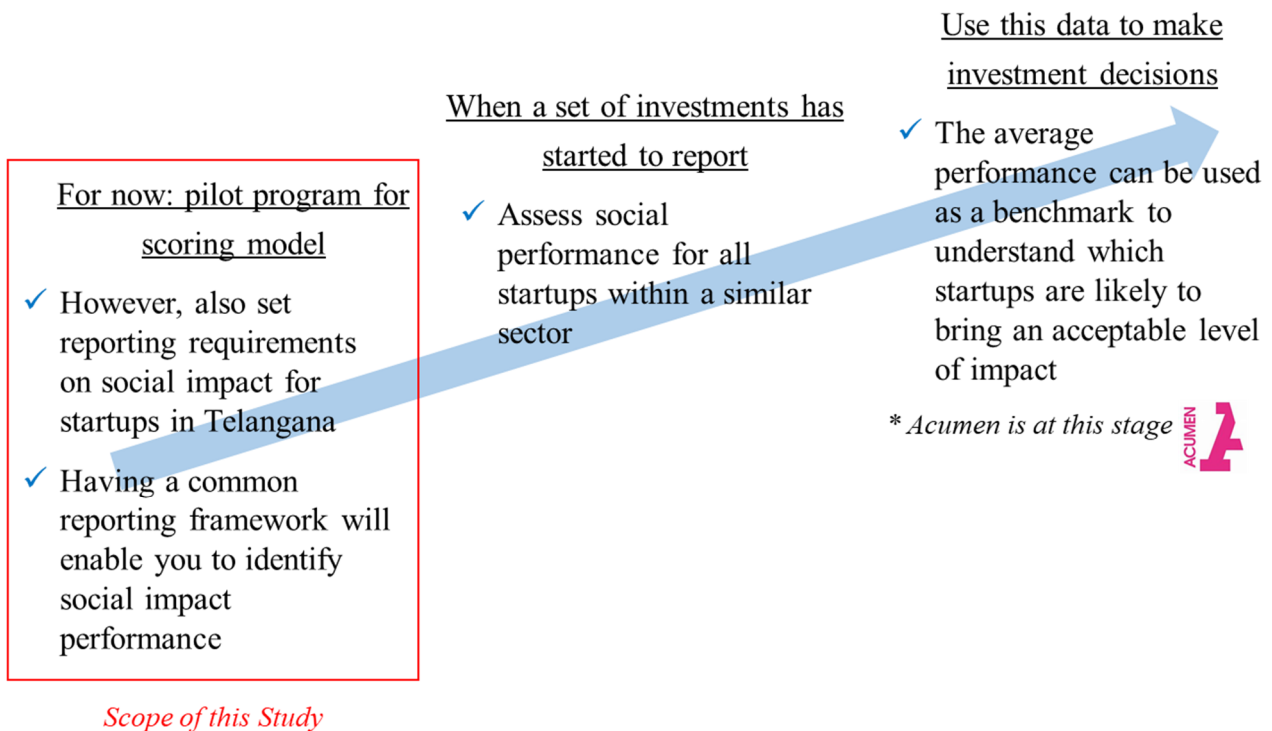 For now: pilot program for
scoring model
However, also set
reporting requirements
on social impact for
startups in Telangana
Having a common
reporting framework will
enable you to identify
social impact
performance
Scope of this Study
When a set of investments has
started to report
Assess social
performance for all
startups within a similar
sector
Use this data to make
investment decisions
The average
performance can be used
as a benchmark to
understand which
startups are likely to
bring an acceptable level
of impact
* Acumen is at this stage
ACUMEN
A